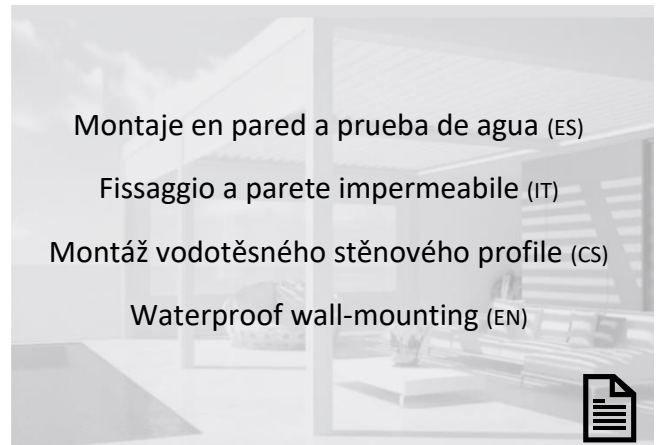 Montaje en pared a prueba de agua (ES)
Fissaggio a parete impermeabile (IT)
Montáž vodotěsného stěnového profile (CS)
Waterproof wall-mounting (EN)